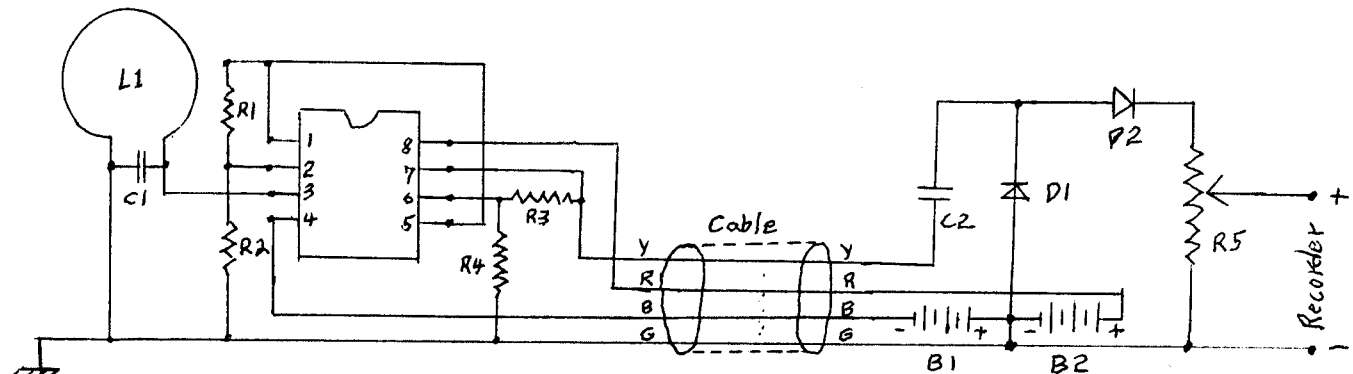 L1
C1
R1
R2
1
2
3
4
8
7
6
5
R3
R4
Cable
Y
R
B
G
Y
R
B
G
C2
D1
D2
R5
- +
B1
- +
B2
+
Recorder
-